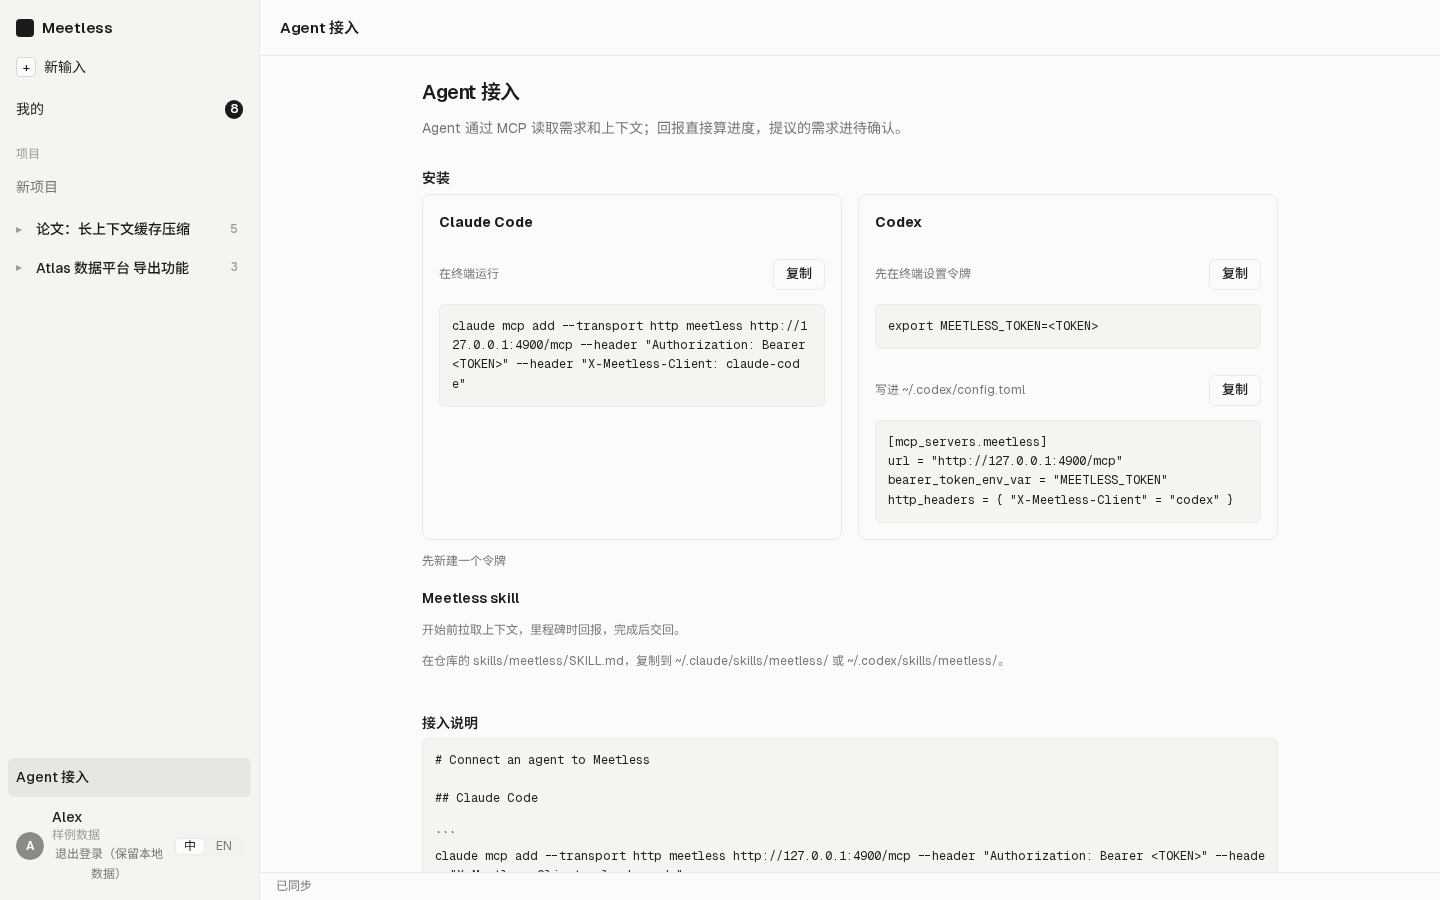 Meetless
+ 新输入
我的 8
项目
新项目
▸ 论文：长上下文缓存压缩 5
▸ Atlas 数据平台 导出功能 3
Agent 接入
A
Alex
样例数据
退出登录（保留本地
数据）
中 EN
Agent 接入
Agent 接入
Agent 通过 MCP 读取需求和上下文；回报直接算进度，提议的需求进待确认。
安装
Claude Code
在终端运行 复制
claude mcp add --transport http meetless http://1
27.0.0.1:4900/mcp --header "Authorization: Bearer
<TOKEN>" --header "X-Meetless-Client: claude-cod
e"
Codex
先在终端设置令牌 复制
export MEETLESS_TOKEN=<TOKEN>
写进 ~/.codex/config.toml 复制
[mcp_servers.meetless]
url = "http://127.0.0.1:4900/mcp"
bearer_token_env_var = "MEETLESS_TOKEN"
http_headers = { "X-Meetless-Client" = "codex" }
先新建一个令牌
Meetless skill
开始前拉取上下文，里程碑时回报，完成后交回。
在仓库的 skills/meetless/SKILL.md，复制到 ~/.claude/skills/meetless/ 或 ~/.codex/skills/meetless/。
接入说明
# Connect an agent to Meetless
## Claude Code
```
claude mcp add --transport http meetless http://127.0.0.1:4900/mcp --header "Authorization: Bearer <TOKEN>" --heade
已同步